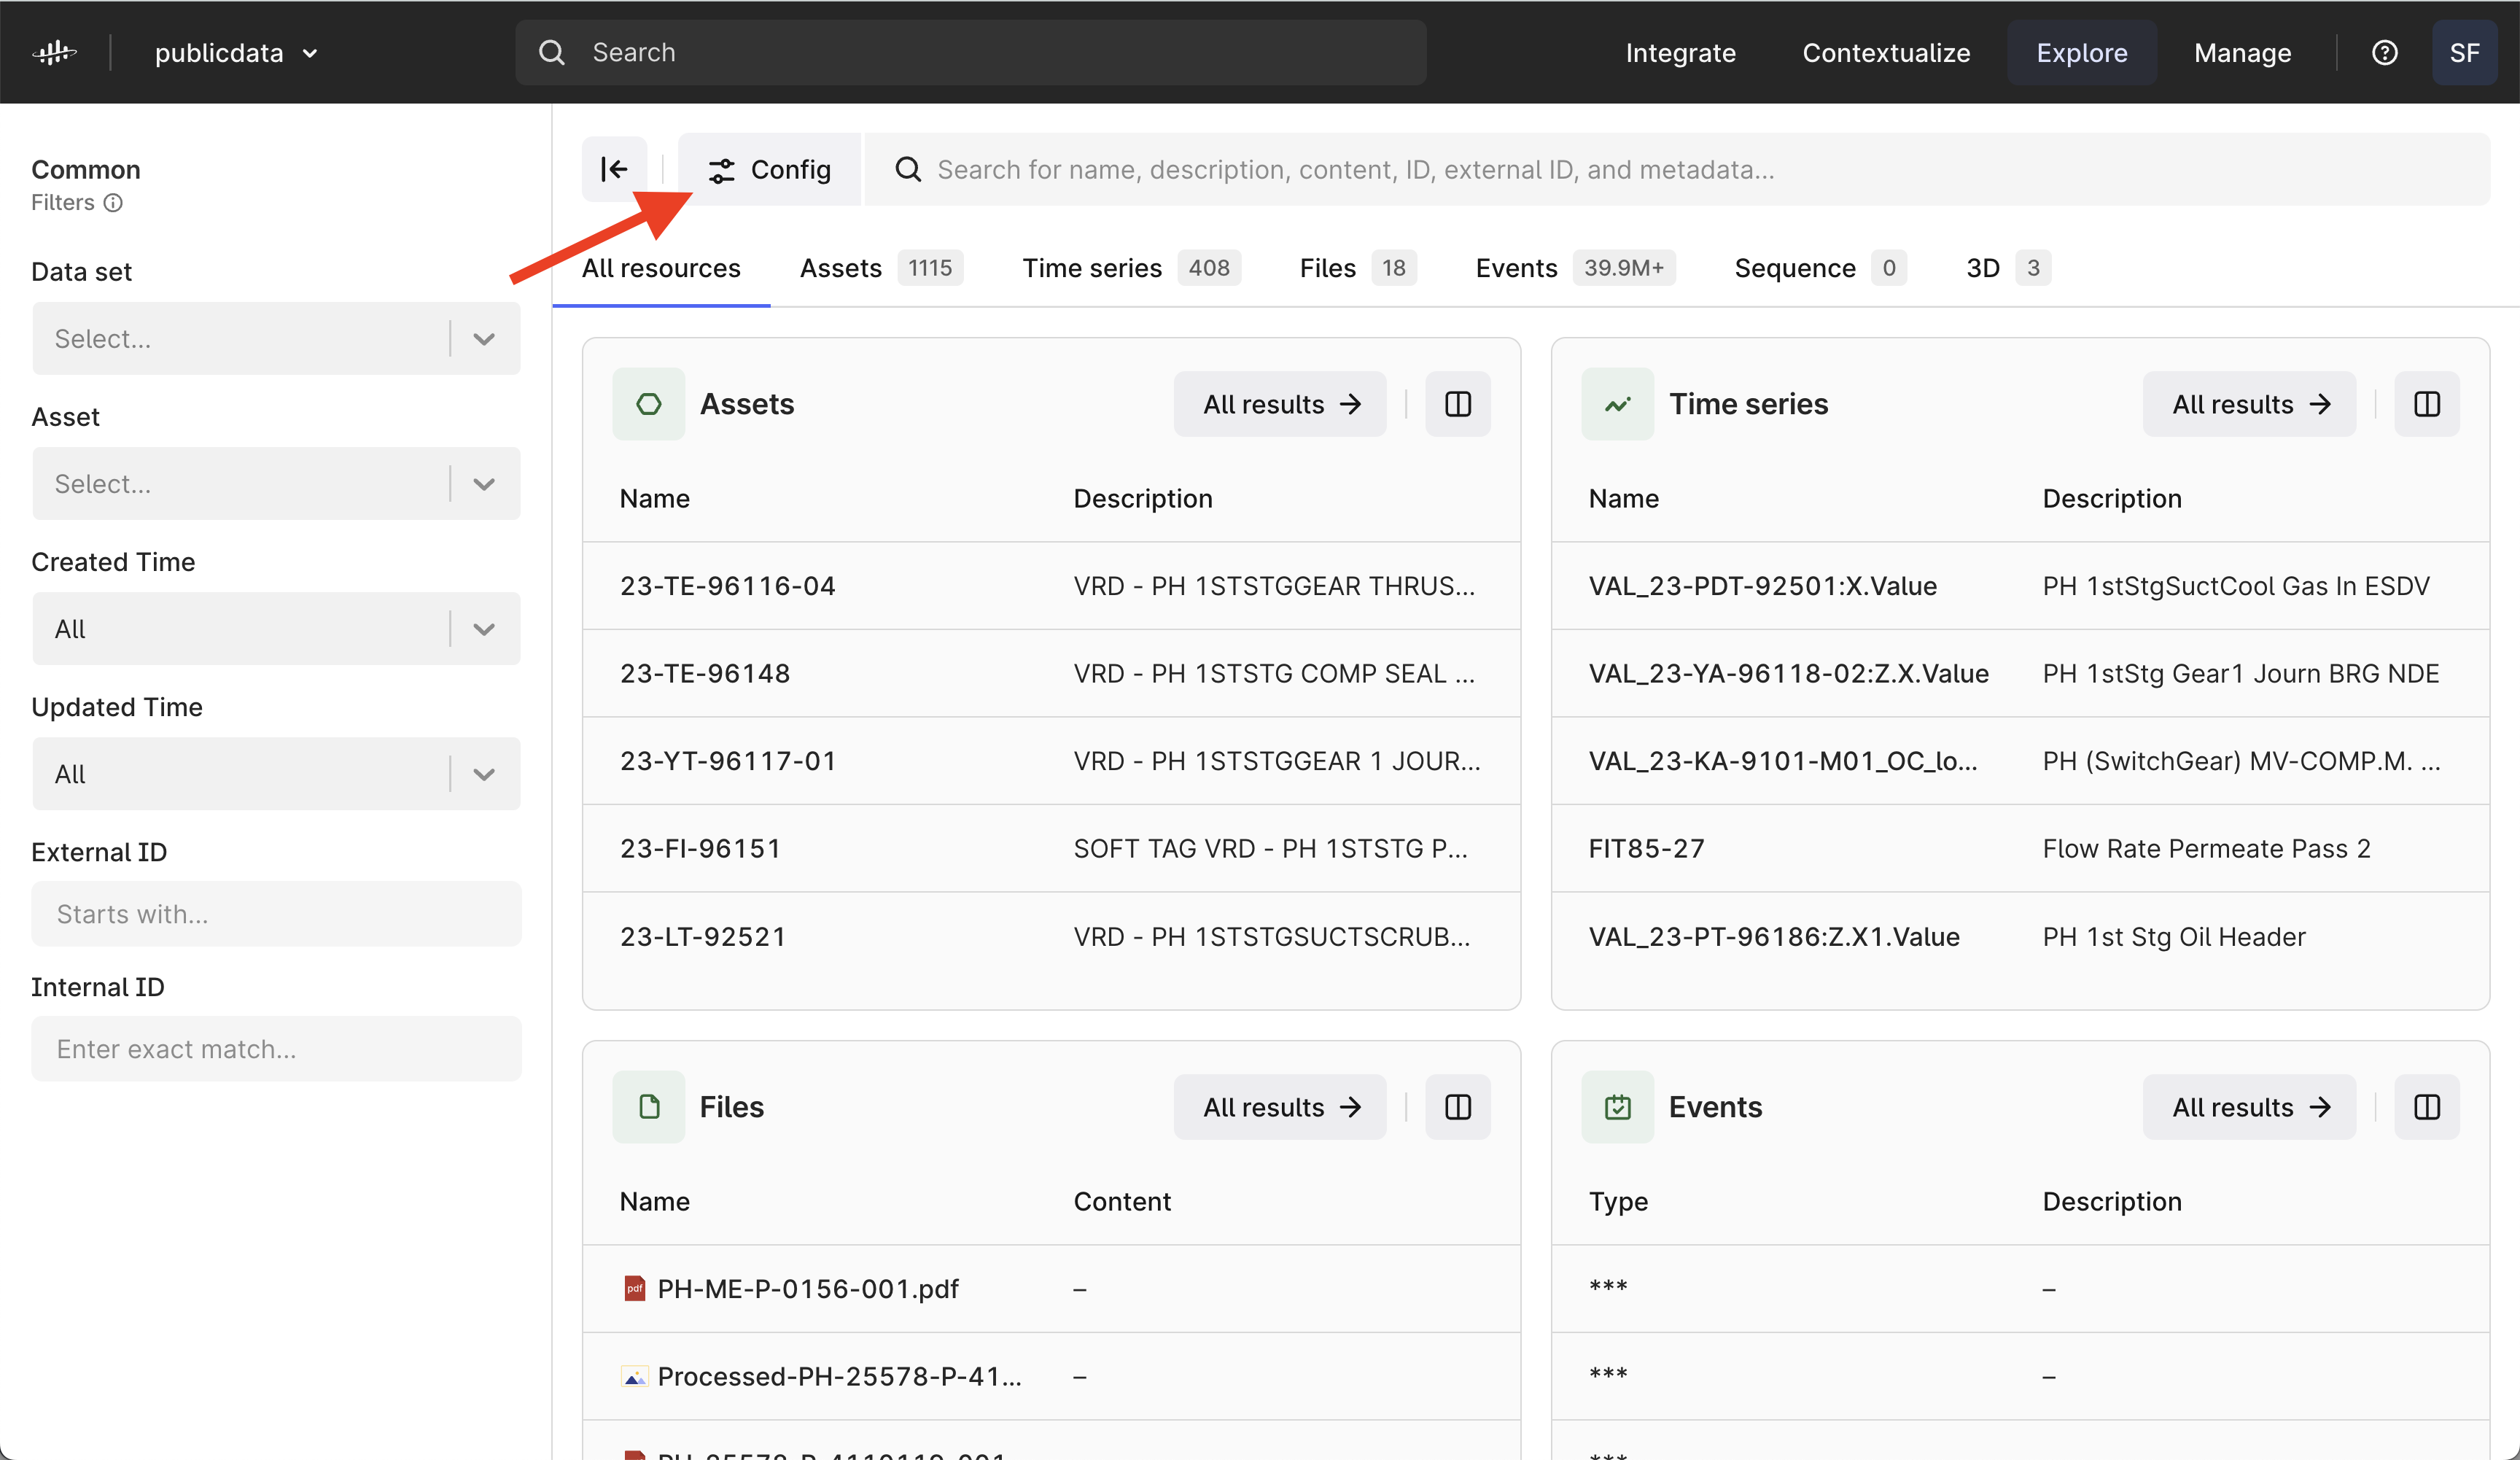 publicdata
Search
Integrate
Contextualize
Explore
Manage
SF
Common
Filters
Data set
Select...
Asset
Select...
Created Time
All
Updated Time
All
External ID
Starts with...
Internal ID
Enter exact match...
Config
Search for name, description, content, ID, external ID, and metadata...
All resources
Assets 1115
Time series 408
Files 18
Events 39.9M+
Sequence 0
3D 3
Assets
All results
Name Description
23-TE-96116-04 VRD - PH 1STSTGGEAR THRUS...
23-TE-96148 VRD - PH 1STSTG COMP SEAL ...
23-YT-96117-01 VRD - PH 1STSTGGEAR 1 JOUR...
23-FI-96151 SOFT TAG VRD - PH 1STSTG P...
23-LT-92521 VRD - PH 1STSTGSUCTSCRUB...
Time series
All results
Name Description
VAL_23-PDT-92501:X.Value PH 1stStgSuctCool Gas In ESDV
VAL_23-YA-96118-02:Z.X.Value PH 1stStg Gear1 Journ BRG NDE
VAL_23-KA-9101-M01_OC_lo... PH (SwitchGear) MV-COMP.M. ...
FIT85-27 Flow Rate Permeate Pass 2
VAL_23-PT-96186:Z.X1.Value PH 1st Stg Oil Header
Files
All results
Name Content
pdf PH-ME-P-0156-001.pdf –
Processed-PH-25578-P-41... –
Events
All results
Type Description
*** –
*** –
***